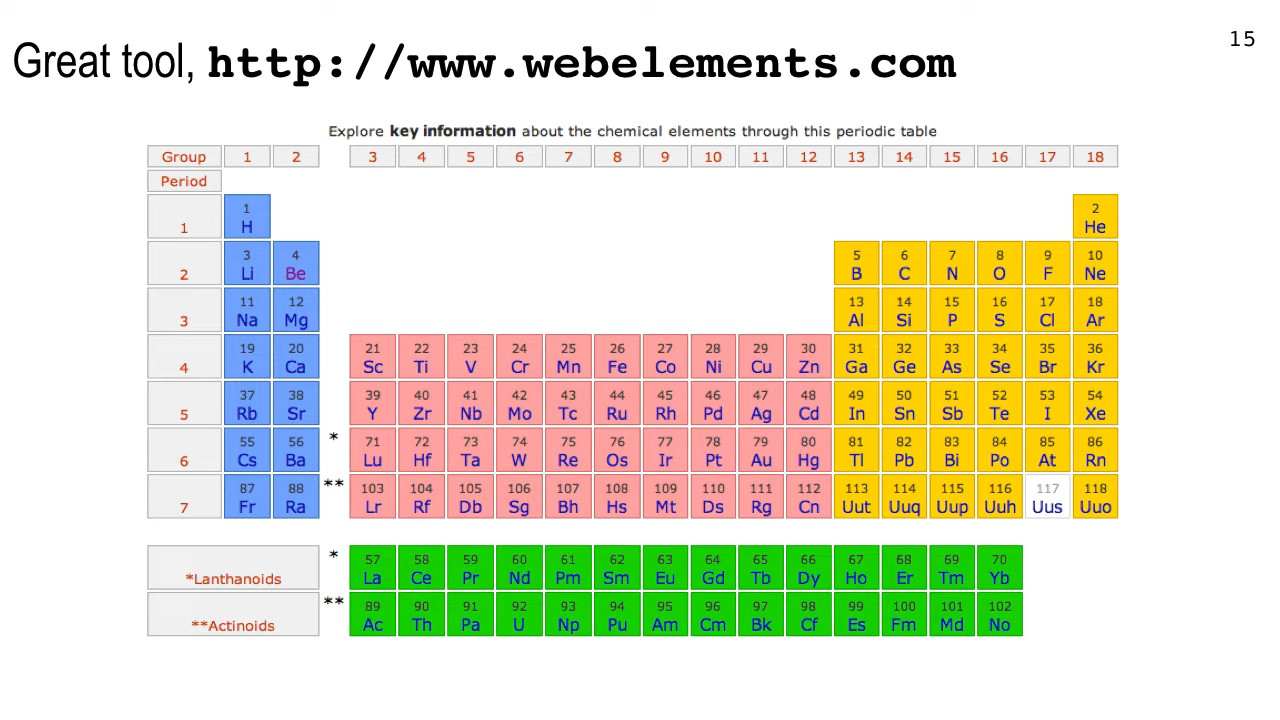 15
Great tool, http://www.webelements.com
Explore key information about the chemical elements through this periodic table
Group 1 2 3 4 5 6 7 8 9 10 11 12 13 14 15 16 17 18
Period
1 2
1 H He
3 4 5 6 7 8 9 10
2 Li Be B C N O F Ne
11 12 13 14 15 16 17 18
3 Na Mg Al Si P S Cl Ar
19 20 21 22 23 24 25 26 27 28 29 30 31 32 33 34 35 36
4 K Ca Sc Ti V Cr Mn Fe Co Ni Cu Zn Ga Ge As Se Br Kr
37 38 39 40 41 42 43 44 45 46 47 48 49 50 51 52 53 54
5 Rb Sr Y Zr Nb Mo Tc Ru Rh Pd Ag Cd In Sn Sb Te I Xe
55 56 * 71 72 73 74 75 76 77 78 79 80 81 82 83 84 85 86
6 Cs Ba Lu Hf Ta W Re Os Ir Pt Au Hg Tl Pb Bi Po At Rn
87 88 ** 103 104 105 106 107 108 109 110 111 112 113 114 115 116 117 118
7 Fr Ra Lr Rf Db Sg Bh Hs Mt Ds Rg Cn Uut Uuq Uup Uuh Uus Uuo
* 57 58 59 60 61 62 63 64 65 66 67 68 69 70
*Lanthanoids La Ce Pr Nd Pm Sm Eu Gd Tb Dy Ho Er Tm Yb
** 89 90 91 92 93 94 95 96 97 98 99 100 101 102
**Actinoids Ac Th Pa U Np Pu Am Cm Bk Cf Es Fm Md No